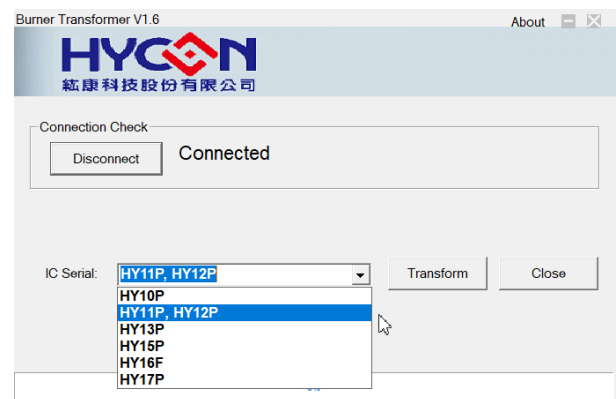 Burner Transformer V1.6
About
HYCON
紘康科技股份有限公司
Connection Check
Disconnect
Connected
IC Serial:
HY11P, HY12P
Transform
Close
HY10P
HY11P, HY12P
HY13P
HY15P
HY16F
HY17P